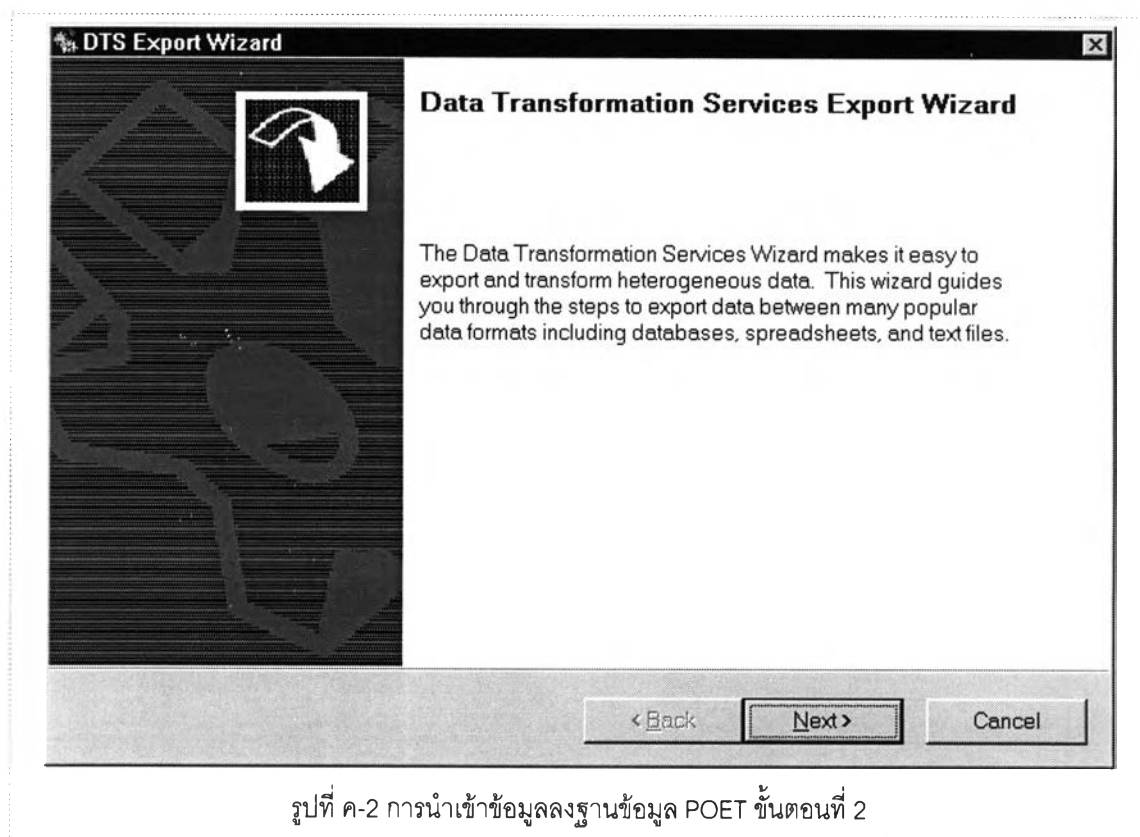 DTS Export Wizard
Data Transformation Services Export Wizard
The Data Transformation Services Wizard makes it easy to
export and transform heterogeneous data. This wizard guides
you through the steps to export data between many popular
data formats including databases, spreadsheets, and text files.
< Back
Next >
Cancel
รูปที่ ค-2 การนำเข้าข้อมูลลงฐานข้อมูล POET ขั้นตอนที่ 2